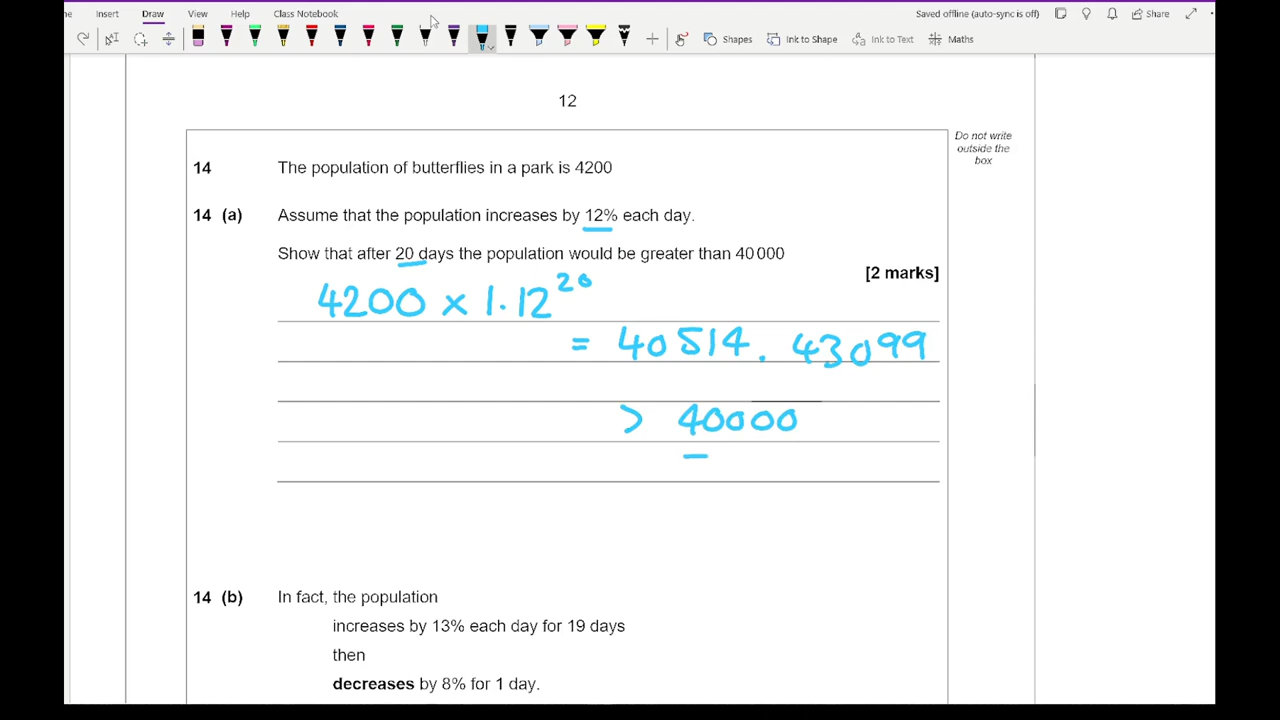 Insert Draw View Help Class Notebook Saved offline (auto-sync is off) Share
Shapes Ink to Shape Ink to Text Maths
12
Do not write
outside the
box
14 The population of butterflies in a park is 4200
14 (a) Assume that the population increases by 12% each day.
Show that after 20 days the population would be greater than 40 000
[2 marks]
4200 × 1.12²⁰
= 40514.43099
> 40000
14 (b) In fact, the population
increases by 13% each day for 19 days
then
decreases by 8% for 1 day.